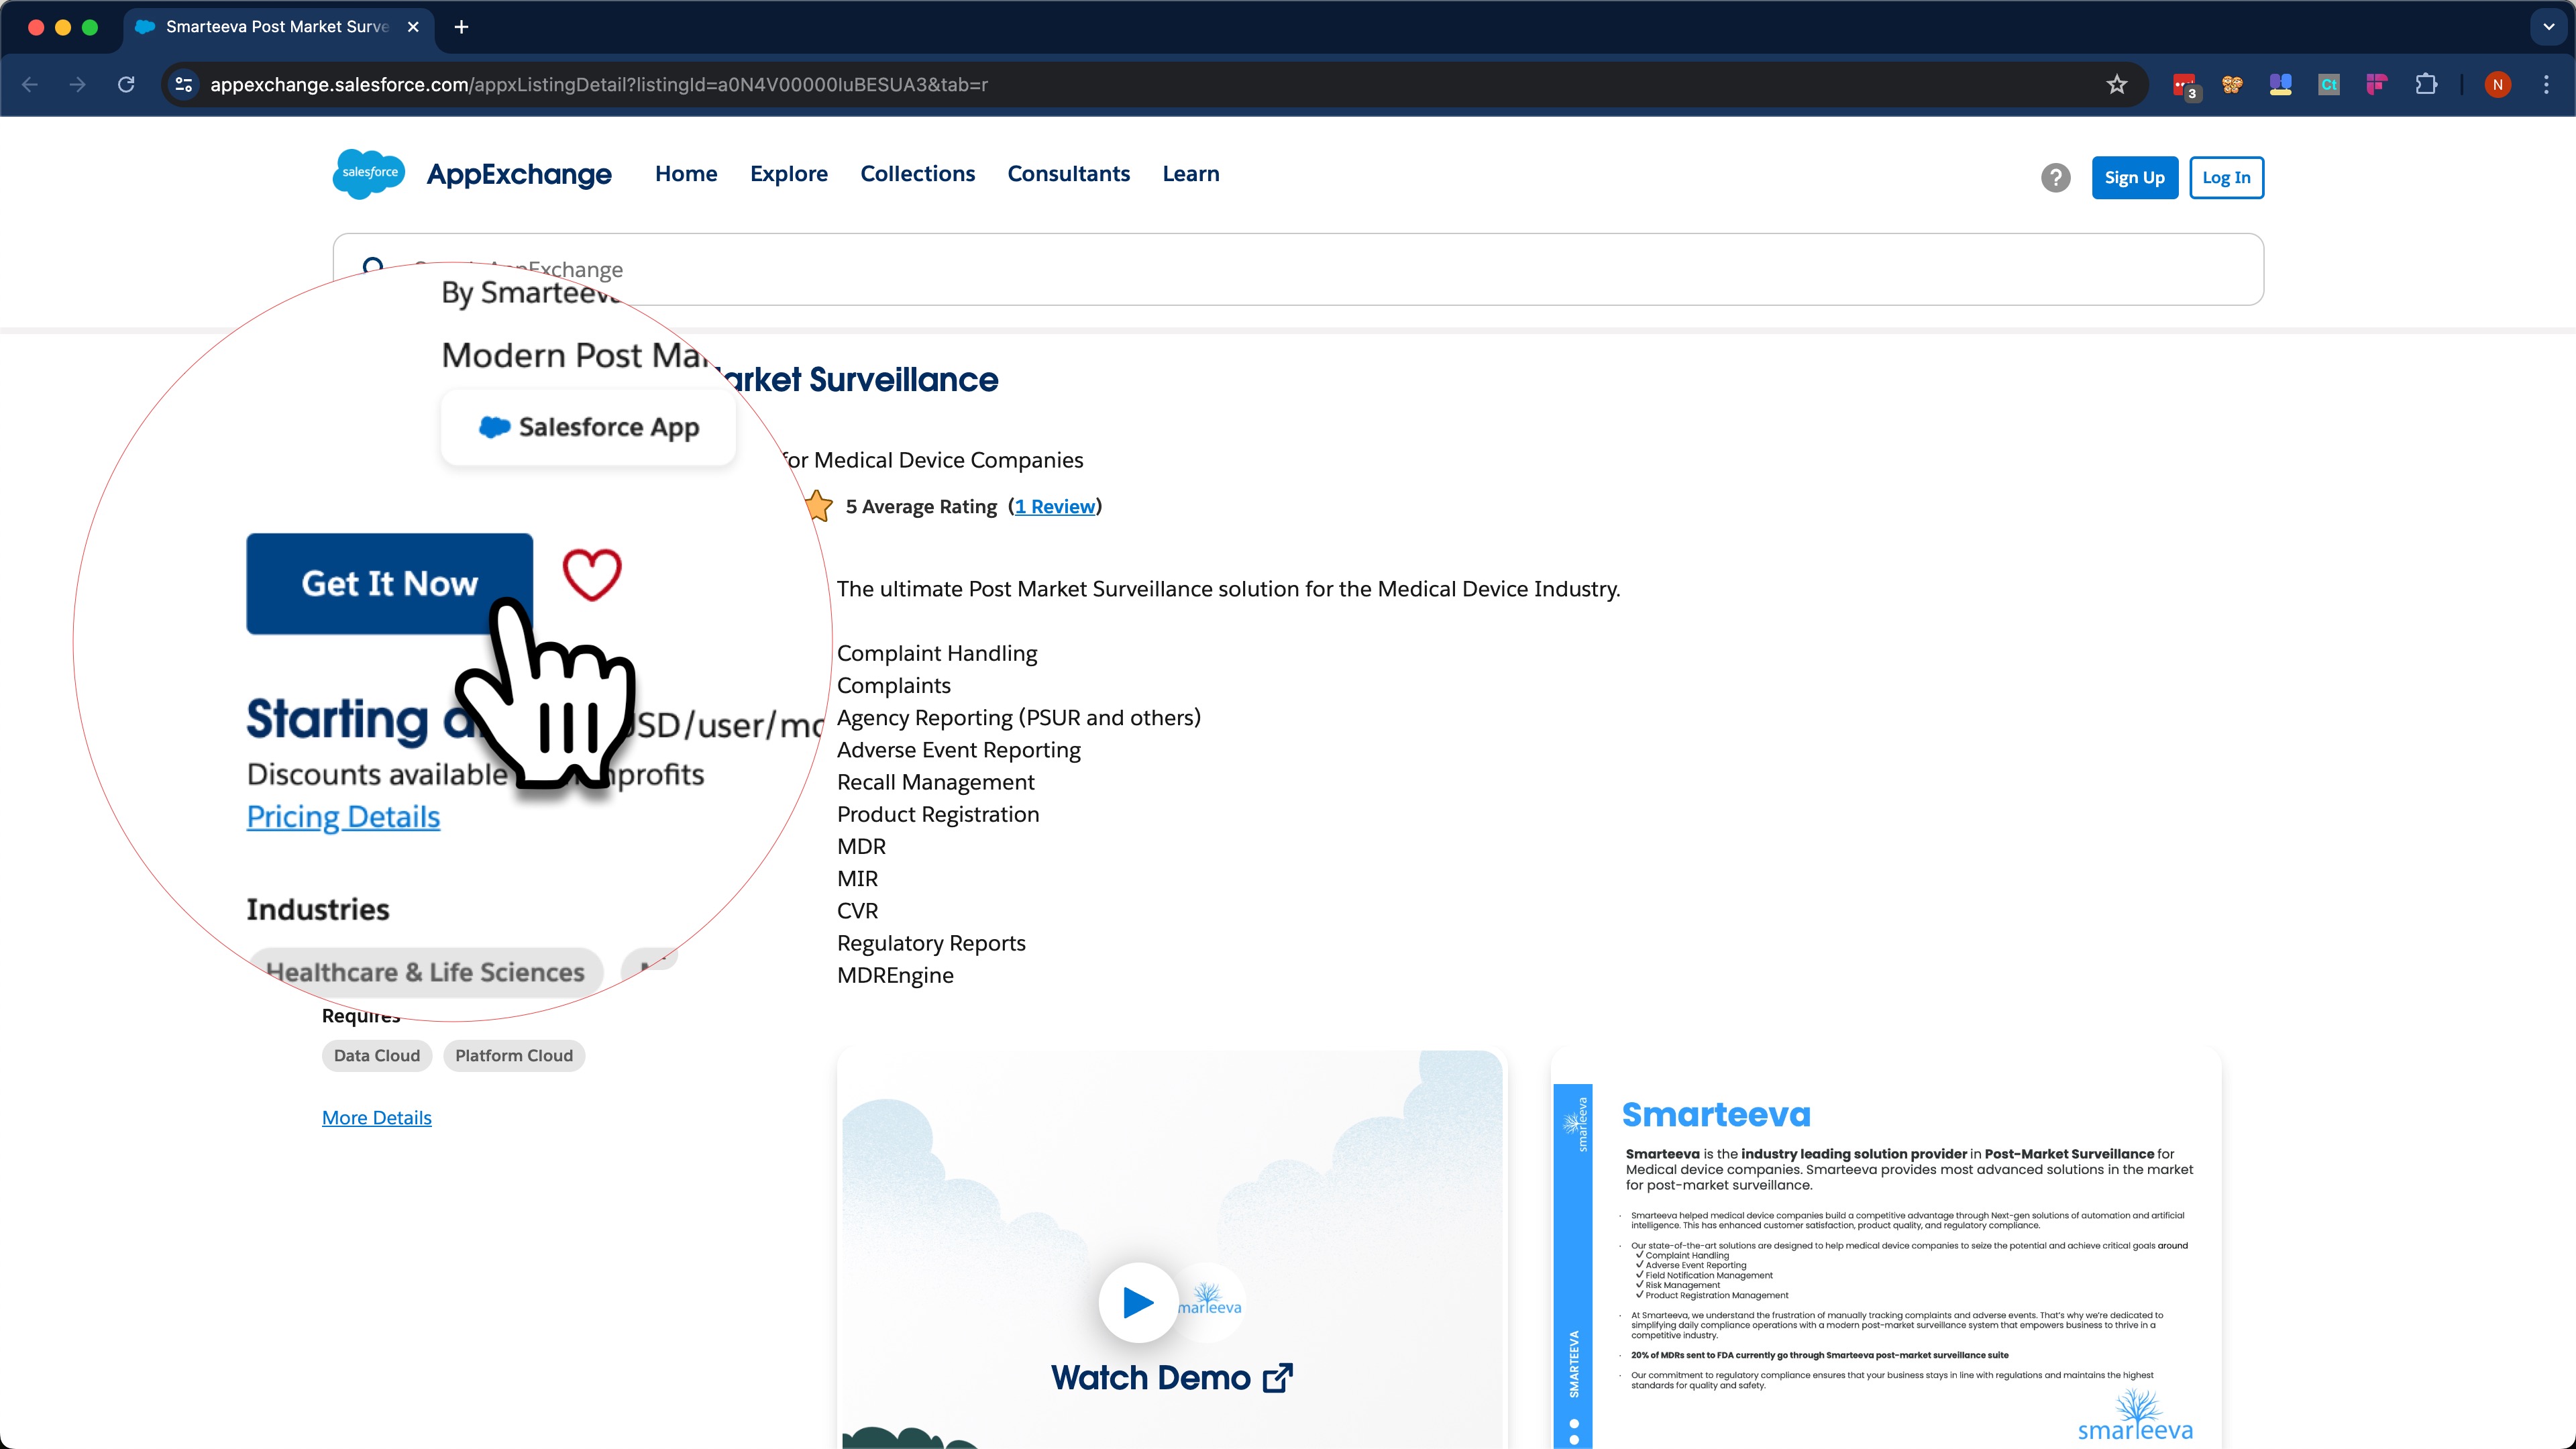 Smarteeva Post Market Surve
appexchange.salesforce.com/appxListingDetail?listingId=a0N4V00000IuBESUA3&tab=r
3
Ct
N
salesforce
AppExchange
Home
Explore
Collections
Consultants
Learn
?
Sign Up
Log In
AppExchange
By Smarteeva
Modern Post Mar
arket Surveillance
Salesforce App
for Medical Device Companies
5 Average Rating (1 Review)
Get It Now
The ultimate Post Market Surveillance solution for the Medical Device Industry.
Complaint Handling
Complaints
Agency Reporting (PSUR and others)
Adverse Event Reporting
Recall Management
Product Registration
MDR
MIR
CVR
Regulatory Reports
MDREngine
Starting a SD/user/mo
Discounts available nprofits
Pricing Details
Industries
Healthcare & Life Sciences
Requires
Data Cloud
Platform Cloud
More Details
marteeva
Watch Demo
smarteeva
SMARTEEVA
Smarteeva
Smarteeva is the industry leading solution provider in Post-Market Surveillance for
Medical device companies. Smarteeva provides most advanced solutions in the market
for post-market surveillance.
Smarteeva helped medical device companies build a competitive advantage through Next-gen solutions of automation and artificial
intelligence. This has enhanced customer satisfaction, product quality, and regulatory compliance.
Our state-of-the-art solutions are designed to help medical device companies to seize the potential and achieve critical goals around
✓ Complaint Handling
✓ Adverse Event Reporting
✓ Field Notification Management
✓ Risk Management
✓ Product Registration Management
At Smarteeva, we understand the frustration of manually tracking complaints and adverse events. That's why we're dedicated to
simplifying daily compliance operations with a modern post-market surveillance system that empowers business to thrive in a
competitive industry.
20% of MDRs sent to FDA currently go through Smarteeva post-market surveillance suite
Our commitment to regulatory compliance ensures that your business stays in line with regulations and maintains the highest
standards for quality and safety.
smarteeva